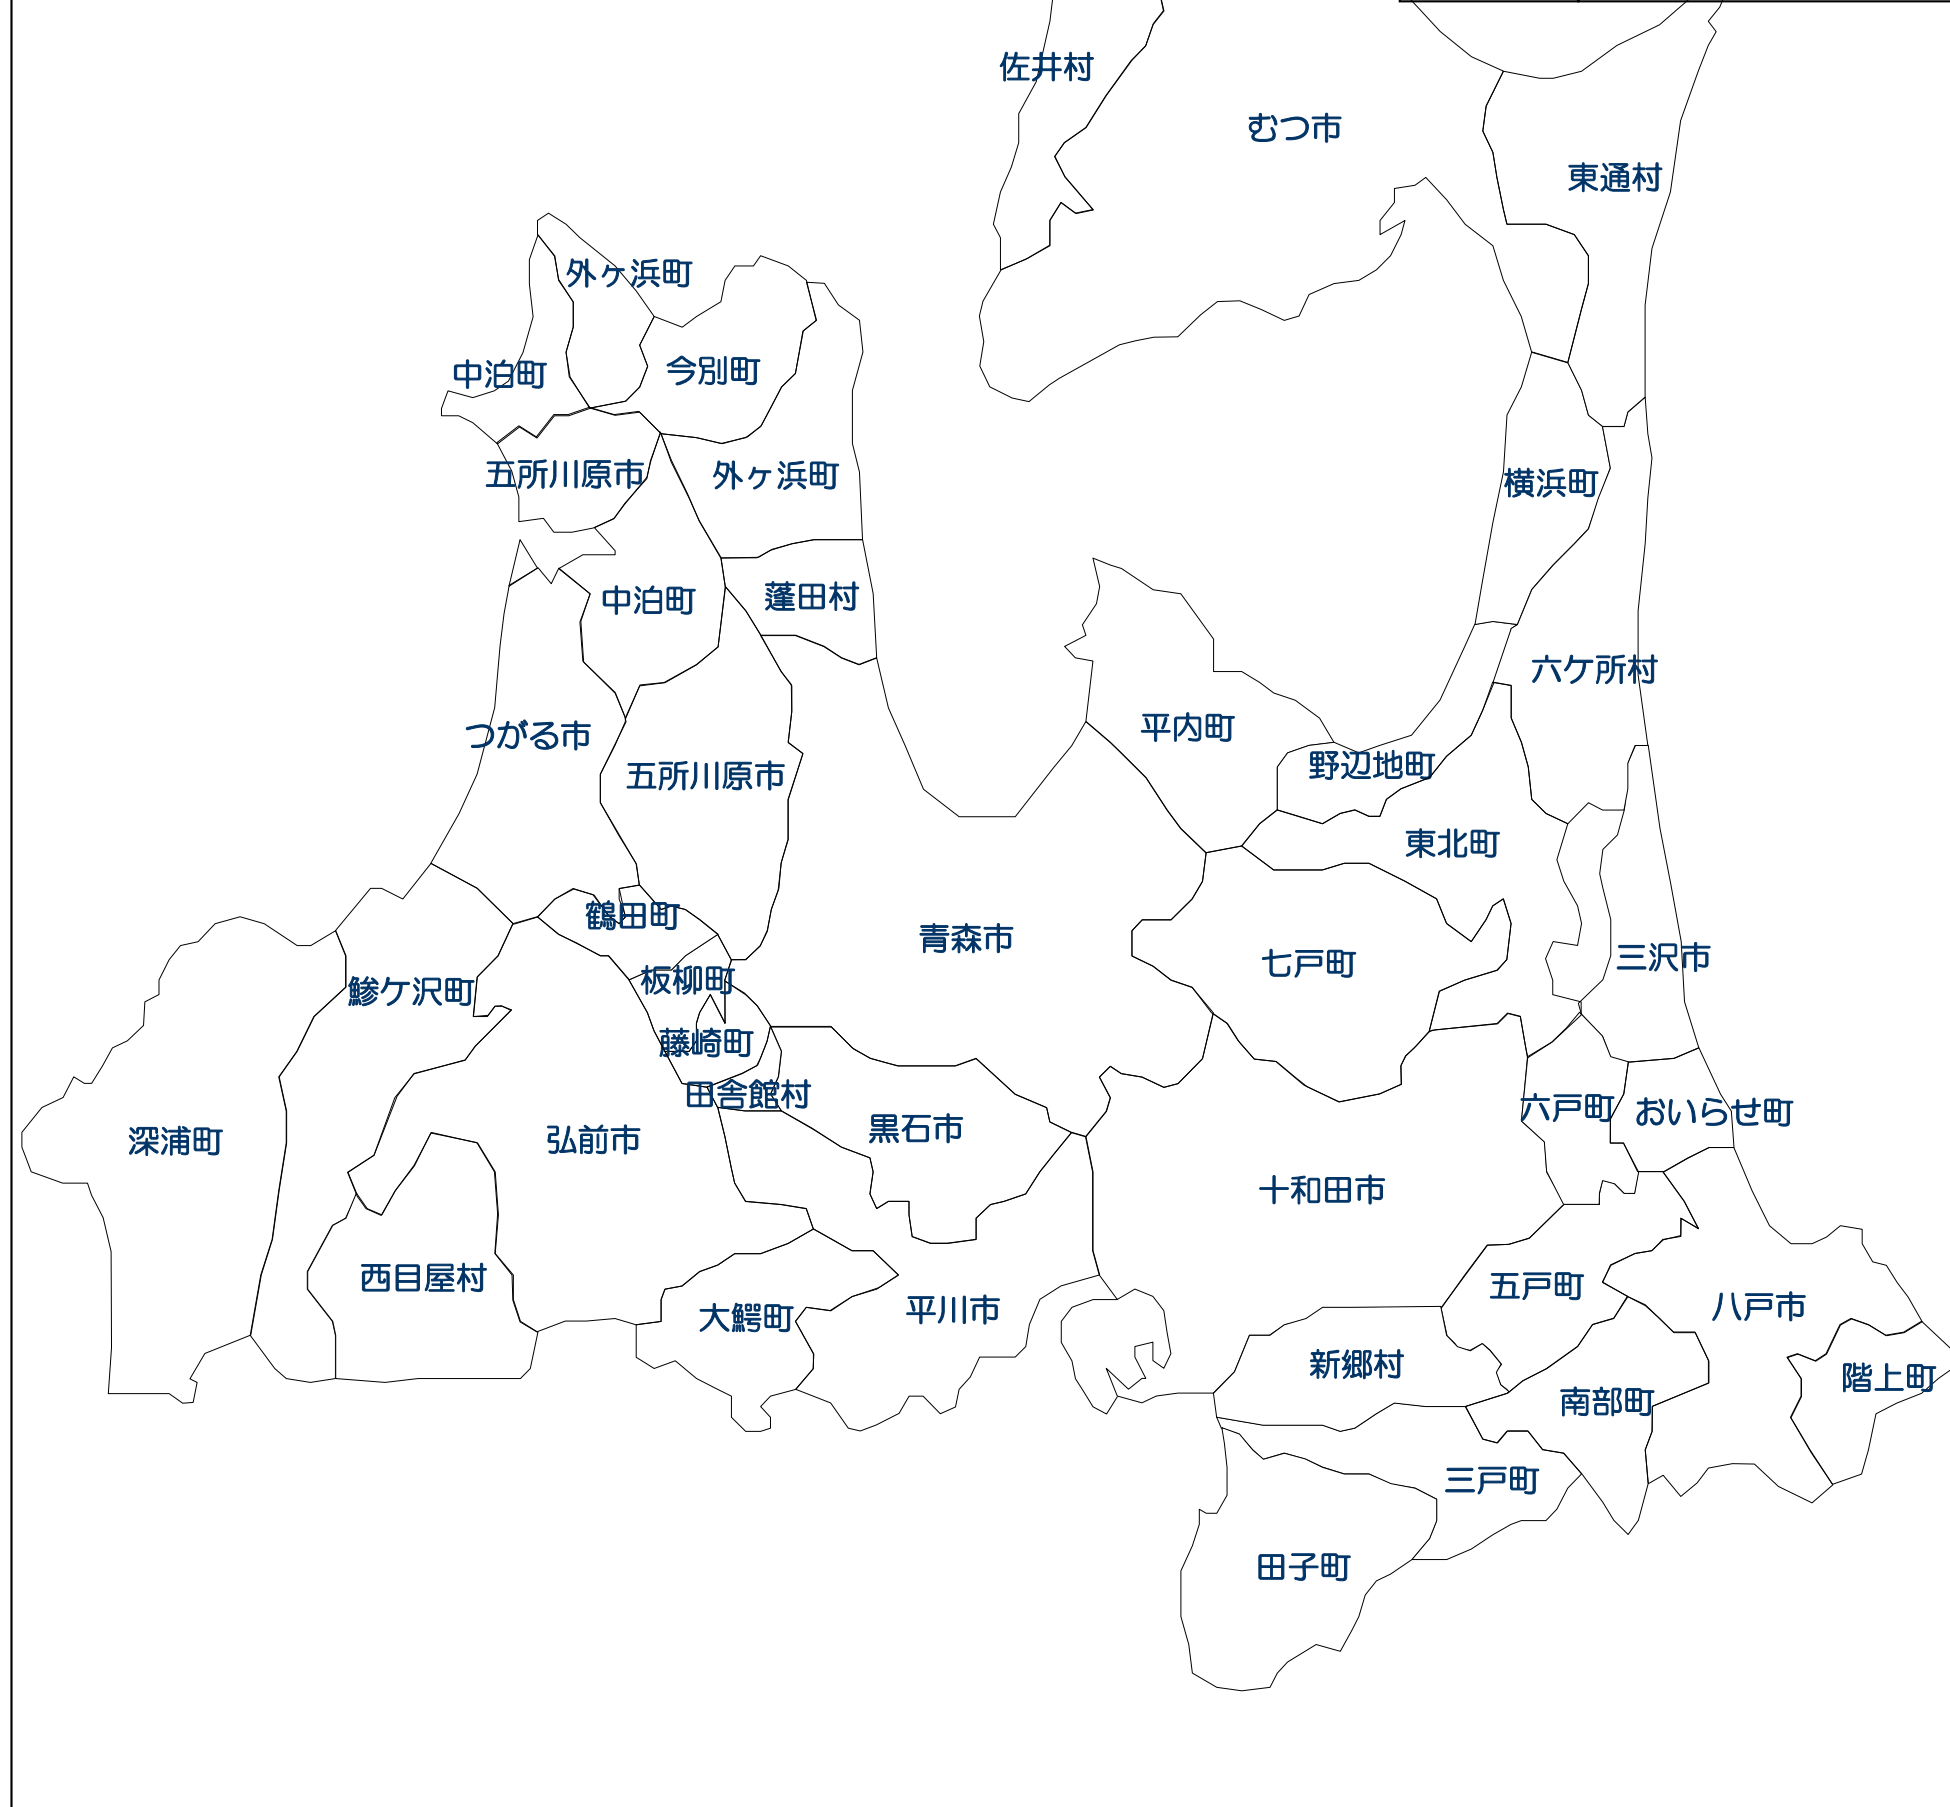 佐井村
むつ市
東通村
外ヶ浜町
中泊町
今別町
五所川原市
外ヶ浜町
横浜町
中泊町
蓬田村
六ケ所村
つがる市
平内町
野辺地町
五所川原市
東北町
鶴田町
青森市
三沢市
七戸町
板柳町
鰺ケ沢町
藤崎町
田舎館村
六戸町
おいらせ町
黒石市
深浦町
弘前市
十和田市
西目屋村
五戸町
八戸市
平川市
大鰐町
新郷村
階上町
南部町
三戸町
田子町